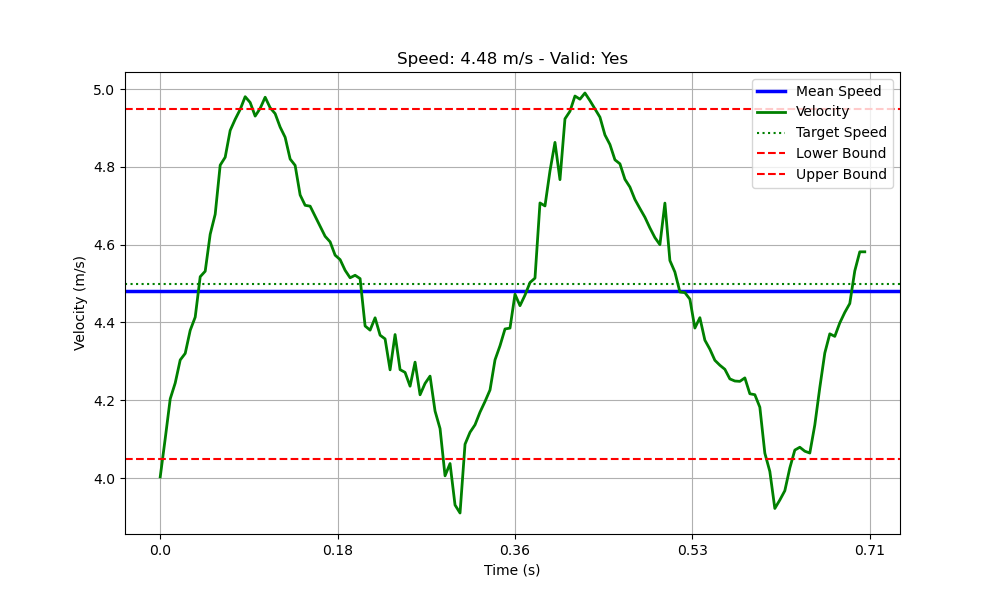 Speed: 4.48 m/s - Valid: Yes
Mean Speed
Velocity
Target Speed
Lower Bound
Upper Bound
Velocity (m/s)
5.0
4.8
4.6
4.4
4.2
4.0
0.0 0.18 0.36 0.53 0.71
Time (s)